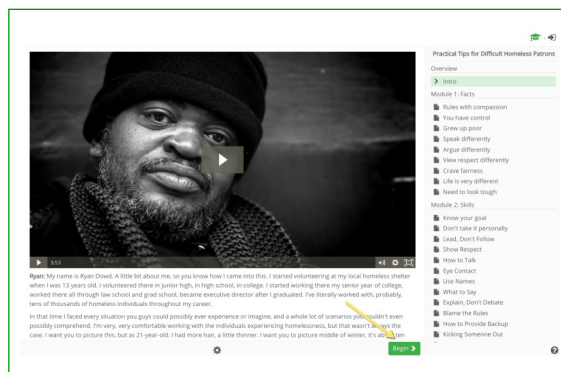 Practical Tips for Difficult Homeless Patrons
Overview
Intro
Module 1: Facts
Rules with compassion
You have control
Grew up poor
Speak differently
Argue differently
View respect differently
Crave fairness
Life is very different
Need to look tough
Module 2: Skills
Know your goal
Don't take it personally
Lead, Don't Follow
Show Respect
How to Talk
Eye Contact
Use Names
What to Say
Explain, Don't Debate
Blame the Rules
How to Provide Backup
Kicking Someone Out
3:53
Ryan: My name is Ryan Dowd. A little bit about me, so you know how I came into this. I started volunteering at my local homeless shelter
when I was 13 years old. I volunteered there in junior high, in high school, in college. I started working there my senior year of college,
worked there all through law school and grad school, became executive director after I graduated. I've literally worked with, probably,
tens of thousands of homeless individuals throughout my career.
In that time I faced every situation you guys could possibly ever experience or imagine, and a whole lot of scenarios you couldn't even
possibly comprehend. I'm very, very comfortable working with the individuals experiencing homelessness, but that wasn't always the
case. I want you to picture this, but as 21-year-old. I had more hair, a little thinner. I want you to picture middle of winter, it's about ten
Begin